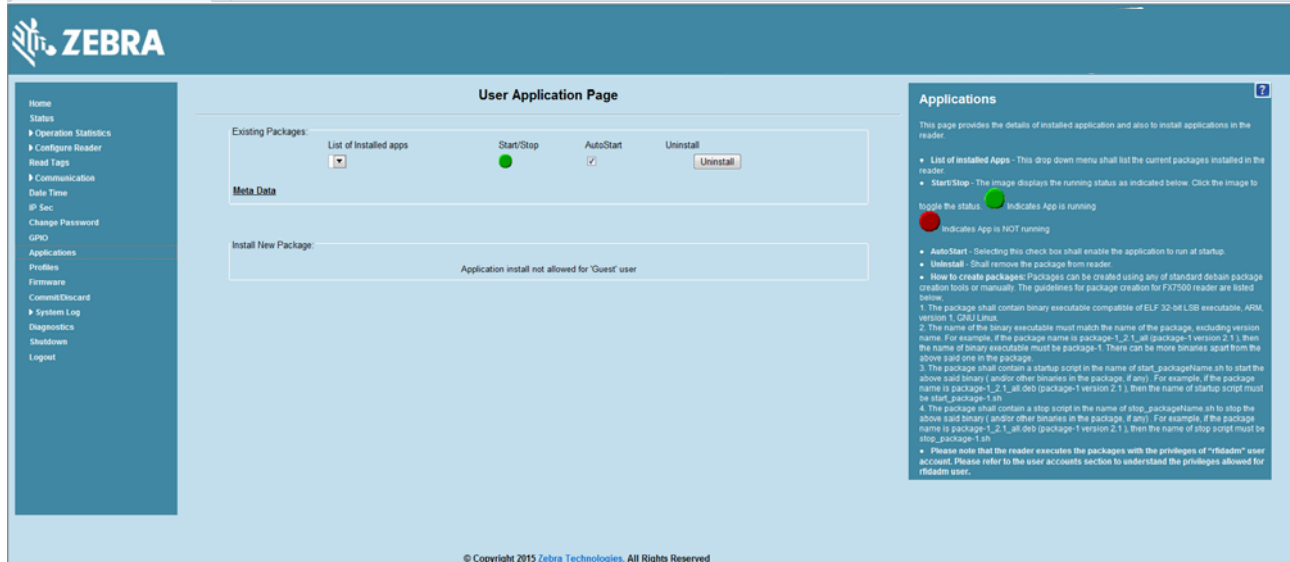 ZEBRA
Home
Status
Operation Statistics
Configure Reader
Read Tags
Communication
Date Time
IP Sec
Change Password
GPIO
Applications
Profiles
Firmware
Commit/Discard
System Log
Diagnostics
Shutdown
Logout
User Application Page
Existing Packages:
List of Installed apps Start/Stop AutoStart Uninstall
Uninstall
Meta Data
Install New Package:
Application install not allowed for 'Guest' user
?
Applications
This page provides the details of installed application and also to install applications in the
reader.
• List of installed Apps - This drop down menu shall list the current packages installed in the
reader.
• Start/Stop - The image displays the running status as indicated below. Click the image to
toggle the status. Indicates App is running
Indicates App is NOT running
• AutoStart - Selecting this check box shall enable the application to run at startup.
• Uninstall - Shall remove the package from reader.
• How to create packages: Packages can be created using any of standard debain package
creation tools or manually. The guidelines for package creation for FX7500 reader are listed
below,
1. The package shall contain binary executable compatible of ELF 32-bit LSB executable, ARM,
version 1, GNU Linux.
2. The name of the binary executable must match the name of the package, excluding version
name. For example, if the package name is package-1_2.1_all (package-1 version 2.1 ), then
the name of binary executable must be package-1. There can be more binaries apart from the
above said one in the package.
3. The package shall contain a startup script in the name of start_packageName.sh to start the
above said binary ( and/or other binaries in the package, if any) . For example, if the package
name is package-1_2.1_all.deb (package-1 version 2.1 ), then the name of startup script must
be start_package-1.sh
4. The package shall contain a stop script in the name of stop_packageName.sh to stop the
above said binary ( and/or other binaries in the package, if any) . For example, if the package
name is package-1_2.1_all.deb (package-1 version 2.1 ), then the name of stop script must be
stop_package-1.sh
• Please note that the reader executes the packages with the privileges of "rfidadm" user
account. Please refer to the user accounts section to understand the privileges allowed for
rfidadm user.
© Copyright 2015 Zebra Technologies. All Rights Reserved